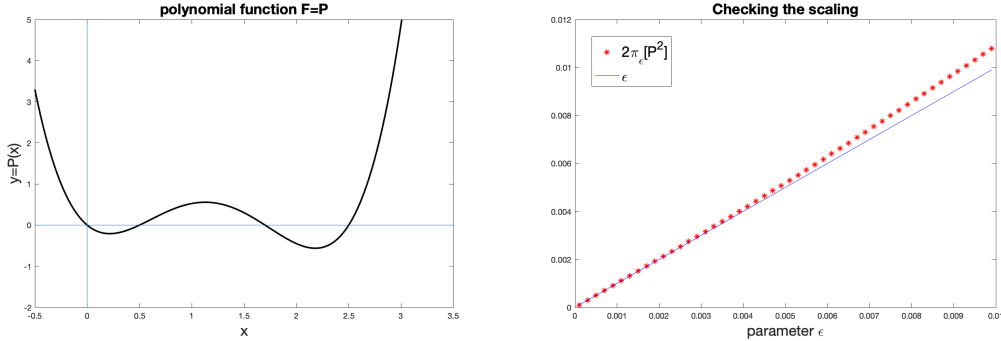 polynomial function F=P
5
4
3
2
1
0
-1
-2
y=P(x)
-0.5 0 0.5 1 1.5 2 2.5 3 3.5
x
Checking the scaling
0.012
0.01
0.008
0.006
0.004
0.002
0
2π_ϵ[P^2]
ϵ
0 0.001 0.002 0.003 0.004 0.005 0.006 0.007 0.008 0.009 0.01
parameter ϵ